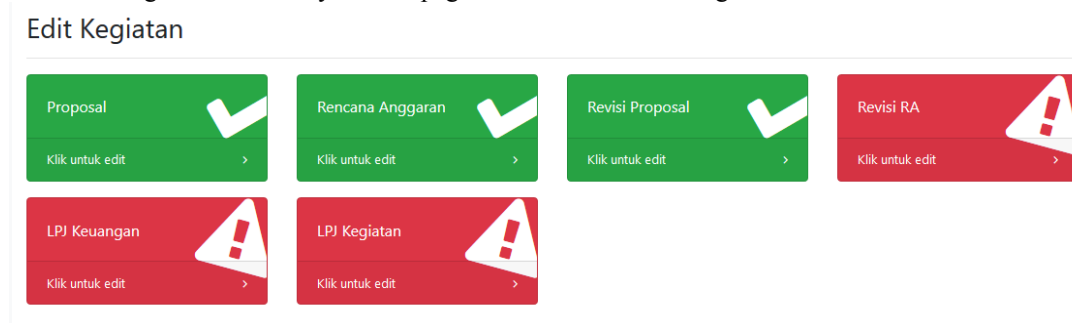 Edit Kegiatan
Proposal
Klik untuk edit
Rencana Anggaran
Klik untuk edit
Revisi Proposal
Klik untuk edit
Revisi RA
Klik untuk edit
LPJ Keuangan
Klik untuk edit
LPJ Kegiatan
Klik untuk edit